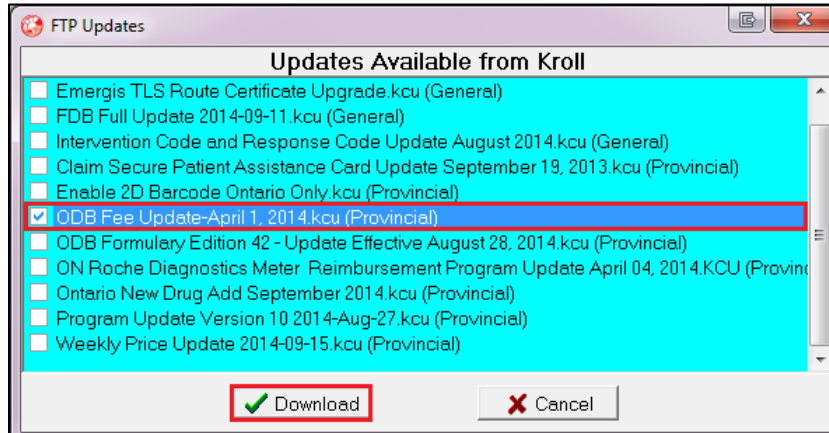 FTP Updates
Updates Available from Kroll
Emergis TLS Route Certificate Upgrade.kcu (General)
FDB Full Update 2014-09-11.kcu (General)
Intervention Code and Response Code Update August 2014.kcu (General)
Claim Secure Patient Assistance Card Update September 19, 2013.kcu (Provincial)
Enable 2D Barcode Ontario Only.kcu (Provincial)
ODB Fee Update-April 1, 2014.kcu (Provincial)
ODB Formulary Edition 42 - Update Effective August 28, 2014.kcu (Provincial)
ON Roche Diagnostics Meter  Reimbursement Program Update April 04, 2014.KCU (Provinc
Ontario New Drug Add September 2014.kcu (Provincial)
Program Update Version 10 2014-Aug-27.kcu (Provincial)
Weekly Price Update 2014-09-15.kcu (Provincial)
Download
Cancel